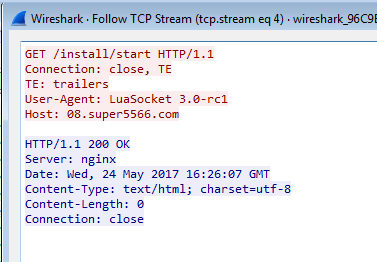 Wireshark · Follow TCP Stream (tcp.stream eq 4) · wireshark_96C9E
GET /install/start HTTP/1.1
Connection: close, TE
TE: trailers
User-Agent: LuaSocket 3.0-rc1
Host: 08.super5566.com
HTTP/1.1 200 OK
Server: nginx
Date: Wed, 24 May 2017 16:26:07 GMT
Content-Type: text/html; charset=utf-8
Content-Length: 0
Connection: close